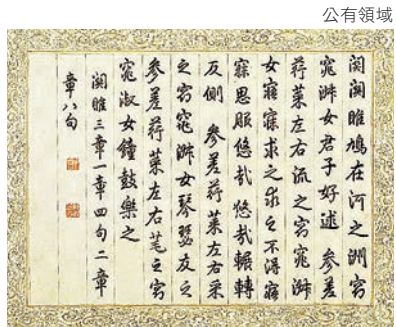 公有領域
關關雎鳩在河之洲窈
窕淑女君子好逑 參差
荇菜左右流之窈窕淑
女寤寐求之求之不得寤
寐思服悠哉悠哉輾轉
反側 參差荇菜左右采
之窈窕淑女琴瑟友之
參差荇菜左右芼之窈
窕淑女鐘鼓樂之
關雎三章一章四句二章
章八句